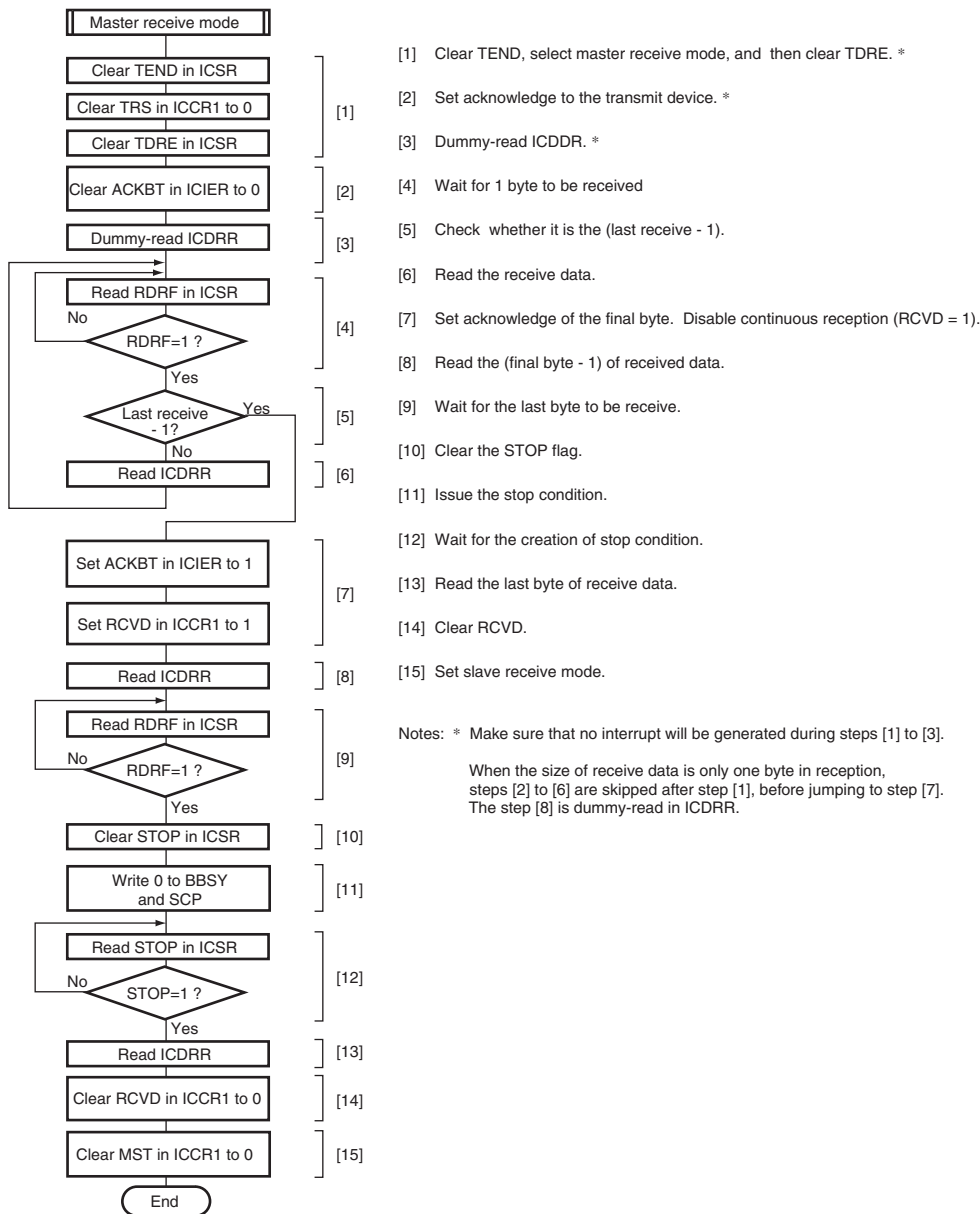 Master receive mode
Clear TEND in ICSR
Clear TRS in ICCR1 to 0
Clear TDRE in ICSR
[1]
Clear ACKBT in ICIER to 0
[2]
Dummy-read ICDRR
[3]
Read RDRF in ICSR
No
RDRF=1 ?
[4]
Yes
Last receive
- 1?
Yes
[5]
No
Read ICDRR
[6]
Set ACKBT in ICIER to 1
[7]
Set RCVD in ICCR1 to 1
Read ICDRR
[8]
Read RDRF in ICSR
No
RDRF=1 ?
[9]
Yes
Clear STOP in ICSR
[10]
Write 0 to BBSY
and SCP
[11]
Read STOP in ICSR
No
STOP=1 ?
[12]
Yes
Read ICDRR
[13]
Clear RCVD in ICCR1 to 0
[14]
Clear MST in ICCR1 to 0
[15]
End
[1] Clear TEND, select master receive mode, and then clear TDRE. *
[2] Set acknowledge to the transmit device. *
[3] Dummy-read ICDDR. *
[4] Wait for 1 byte to be received
[5] Check whether it is the (last receive - 1).
[6] Read the receive data.
[7] Set acknowledge of the final byte. Disable continuous reception (RCVD = 1).
[8] Read the (final byte - 1) of received data.
[9] Wait for the last byte to be receive.
[10] Clear the STOP flag.
[11] Issue the stop condition.
[12] Wait for the creation of stop condition.
[13] Read the last byte of receive data.
[14] Clear RCVD.
[15] Set slave receive mode.
Notes: * Make sure that no interrupt will be generated during steps [1] to [3].
When the size of receive data is only one byte in reception,
steps [2] to [6] are skipped after step [1], before jumping to step [7].
The step [8] is dummy-read in ICDRR.